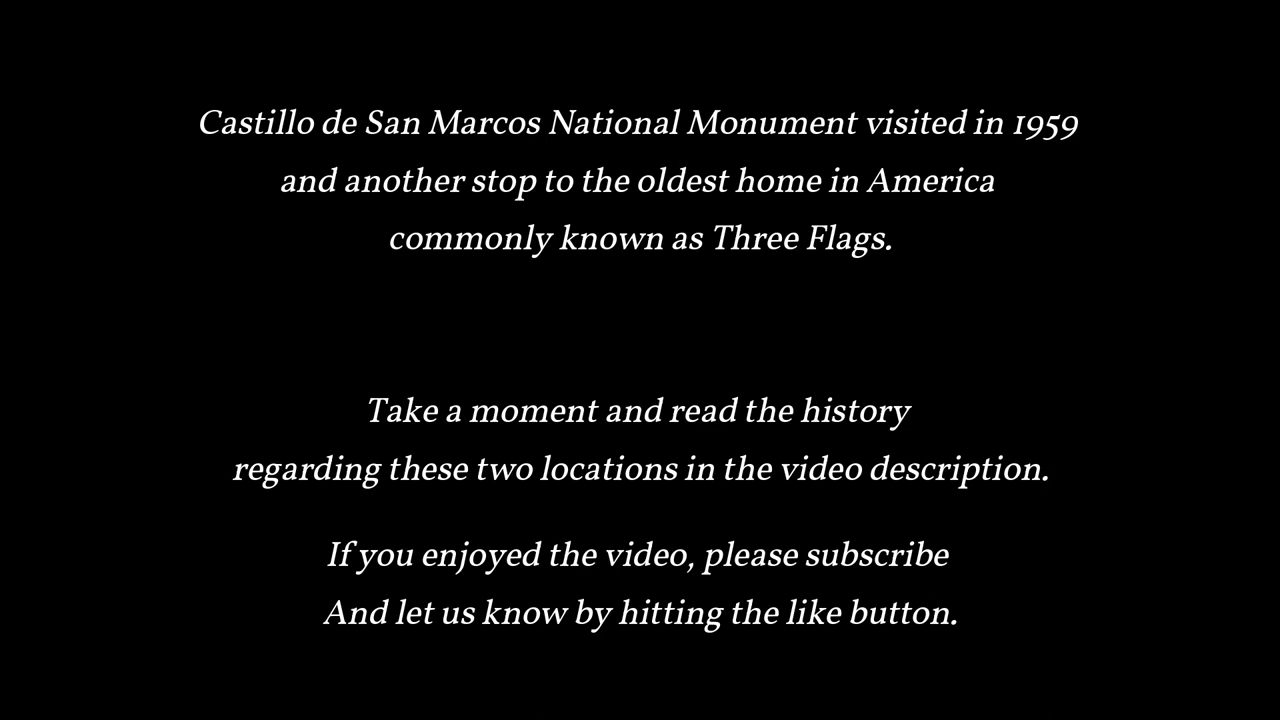 Castillo de San Marcos National Monument visited in 1959
and another stop to the oldest home in America
commonly known as Three Flags.
Take a moment and read the history
regarding these two locations in the video description.
If you enjoyed the video, please subscribe
And let us know by hitting the like button.